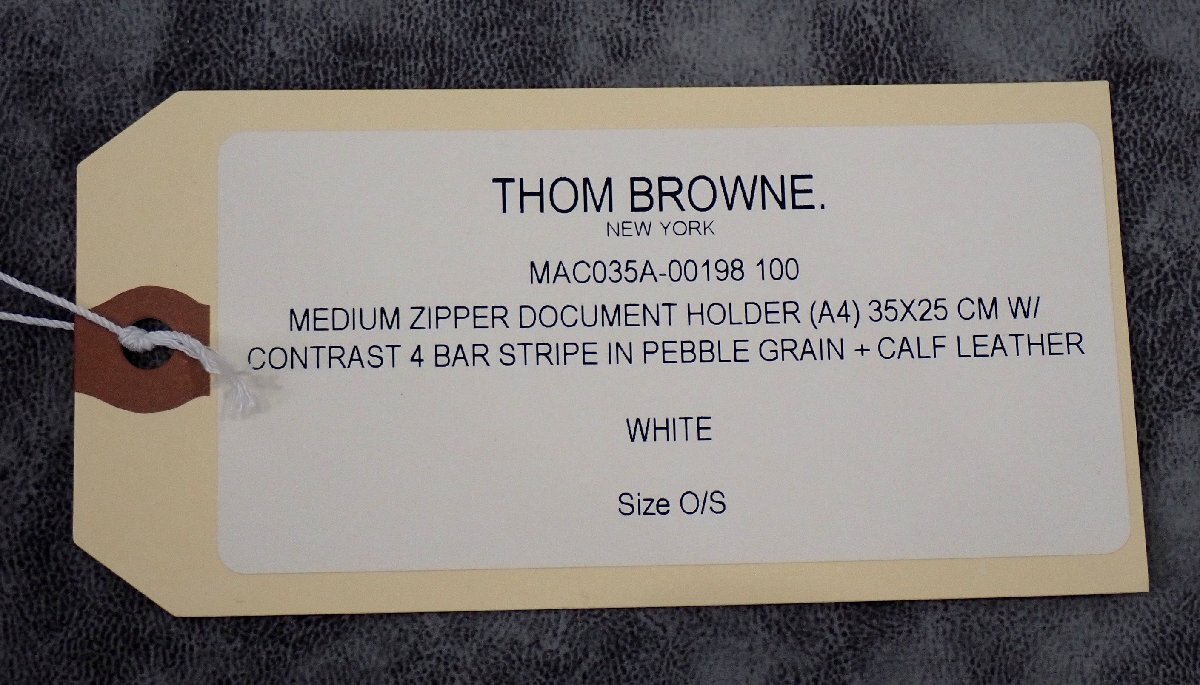 THOM BROWNE.
NEW YORK
MAC035A-00198 100
MEDIUM ZIPPER DOCUMENT HOLDER (A4) 35X25 CM W/
CONTRAST 4 BAR STRIPE IN PEBBLE GRAIN + CALF LEATHER
WHITE
Size O/S